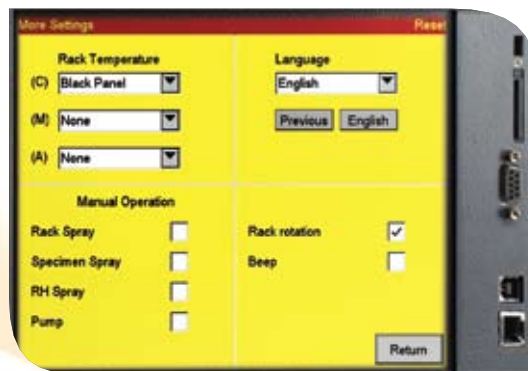 More Settings Reset
Rack Temperature
(C) Black Panel
(M) None
(A) None
Language
English
Previous English
Manual Operation
Rack Spray
Specimen Spray
RH Spray
Pump
Rack rotation
Beep
Return